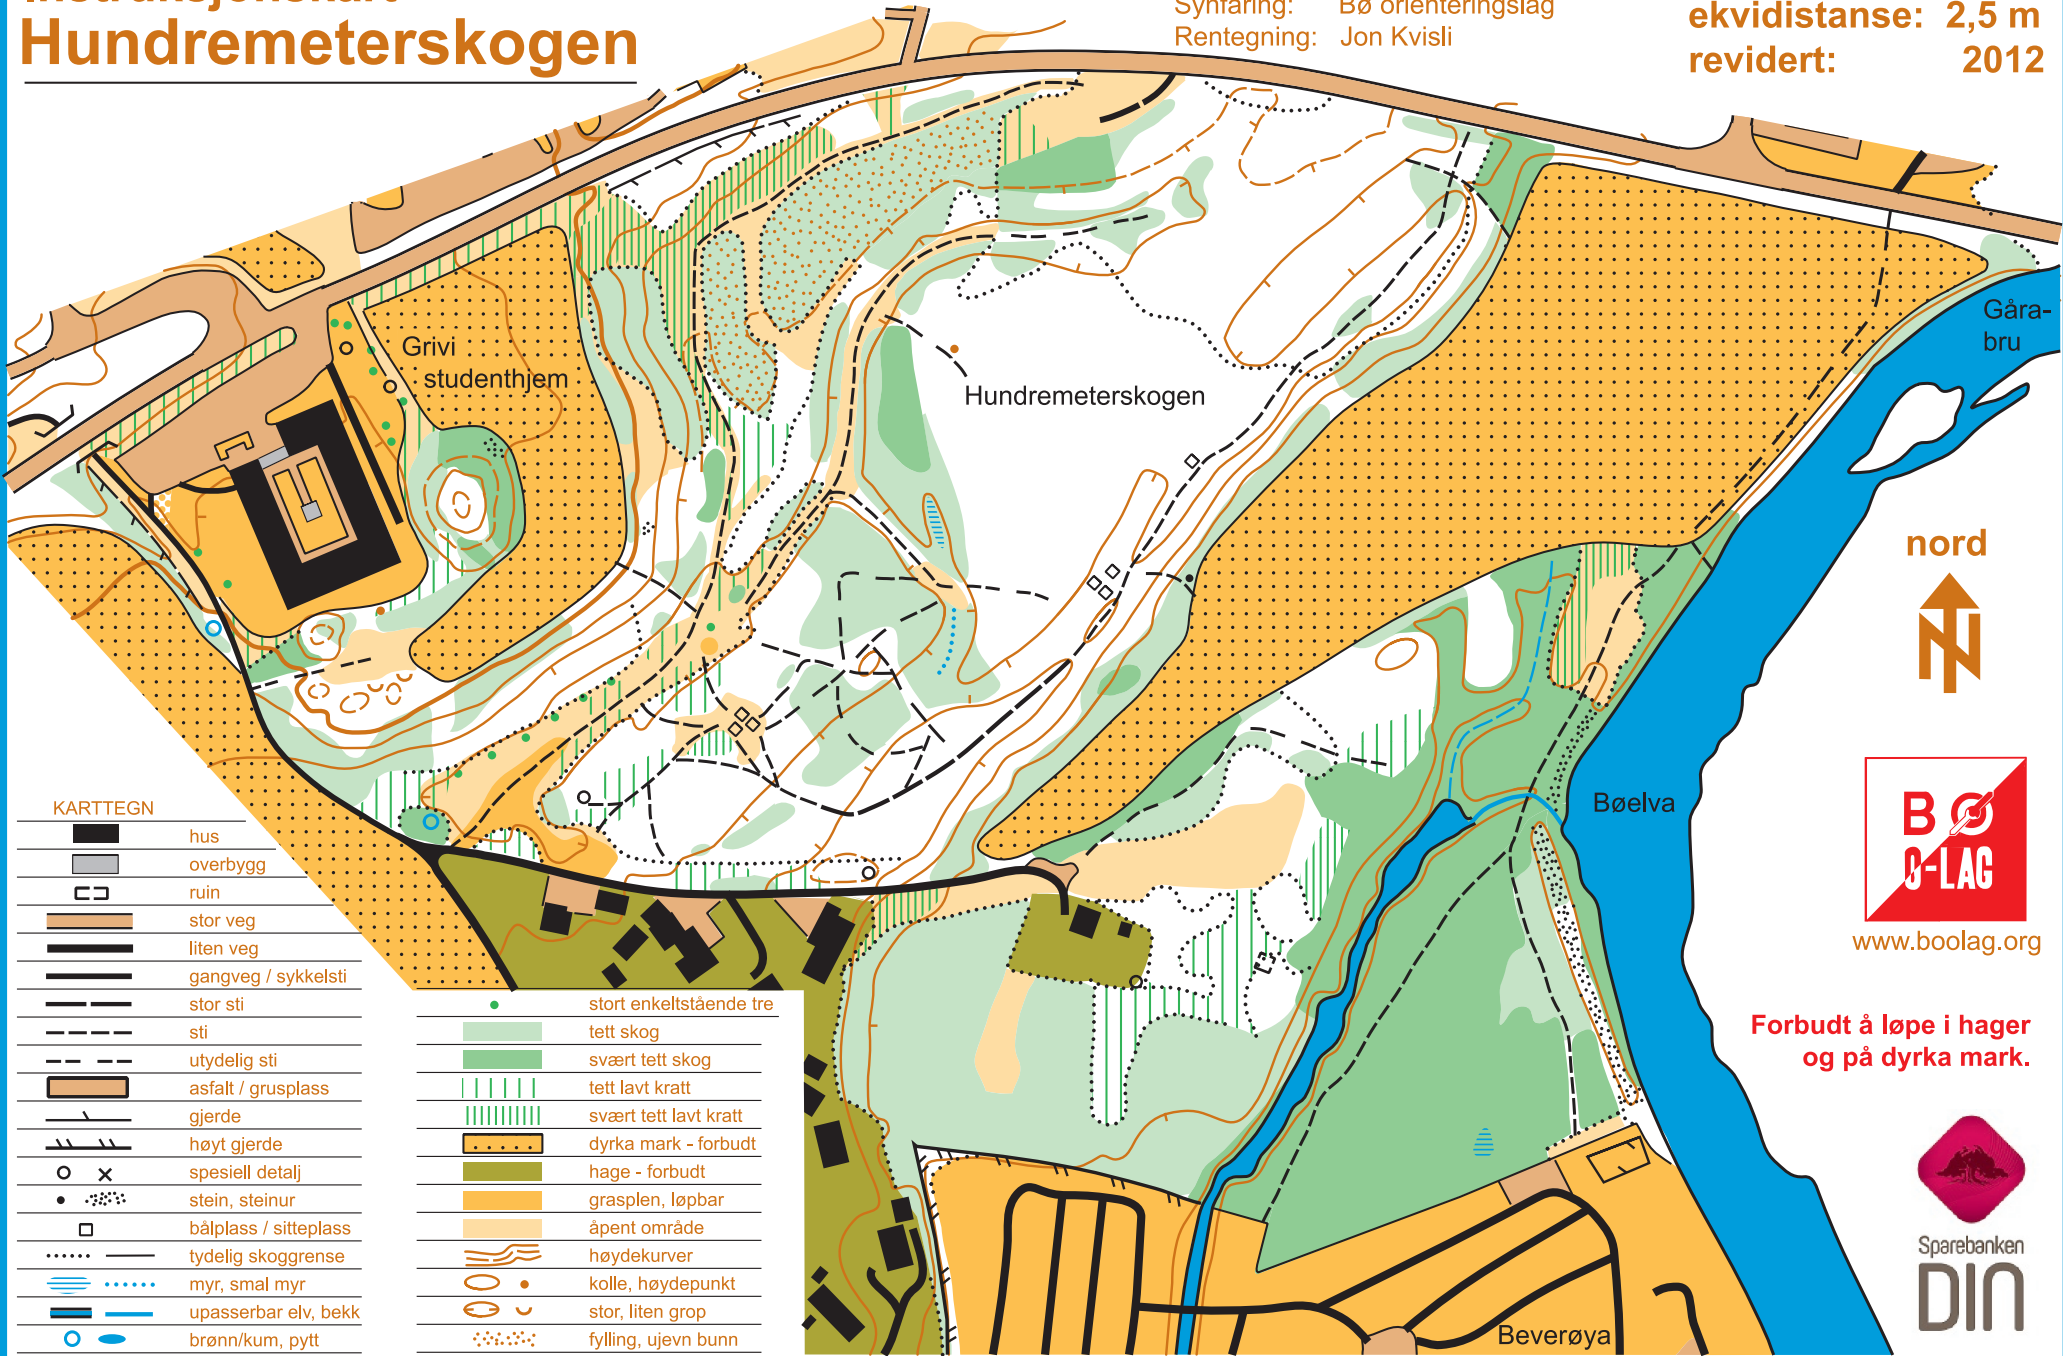 Instruksjonskart
Hundremeterskogen
Synfaring: Bø orienteringslag
Rentegning: Jon Kvisli
ekvidistanse: 2,5 m
revidert: 2012
Gåra-
bru
Grivi
studenthjem
Hundremeterskogen
nord
Bøelva
BØ
O-LAG
www.boolag.org
Forbudt å løpe i hager
og på dyrka mark.
Sparebanken
DIN
Beverøya
KARTTEGN
hus
overbygg
ruin
stor veg
liten veg
gangveg / sykkelsti
stor sti
sti
utydelig sti
asfalt / grusplass
gjerde
høyt gjerde
spesiell detalj
stein, steinur
bålplass / sitteplass
tydelig skoggrense
myr, smal myr
upasserbar elv, bekk
brønn/kum, pytt
stort enkeltstående tre
tett skog
svært tett skog
tett lavt kratt
svært tett lavt kratt
dyrka mark - forbudt
hage - forbudt
grasplen, løpbar
åpent område
høydekurver
kolle, høydepunkt
stor, liten grop
fylling, ujevn bunn